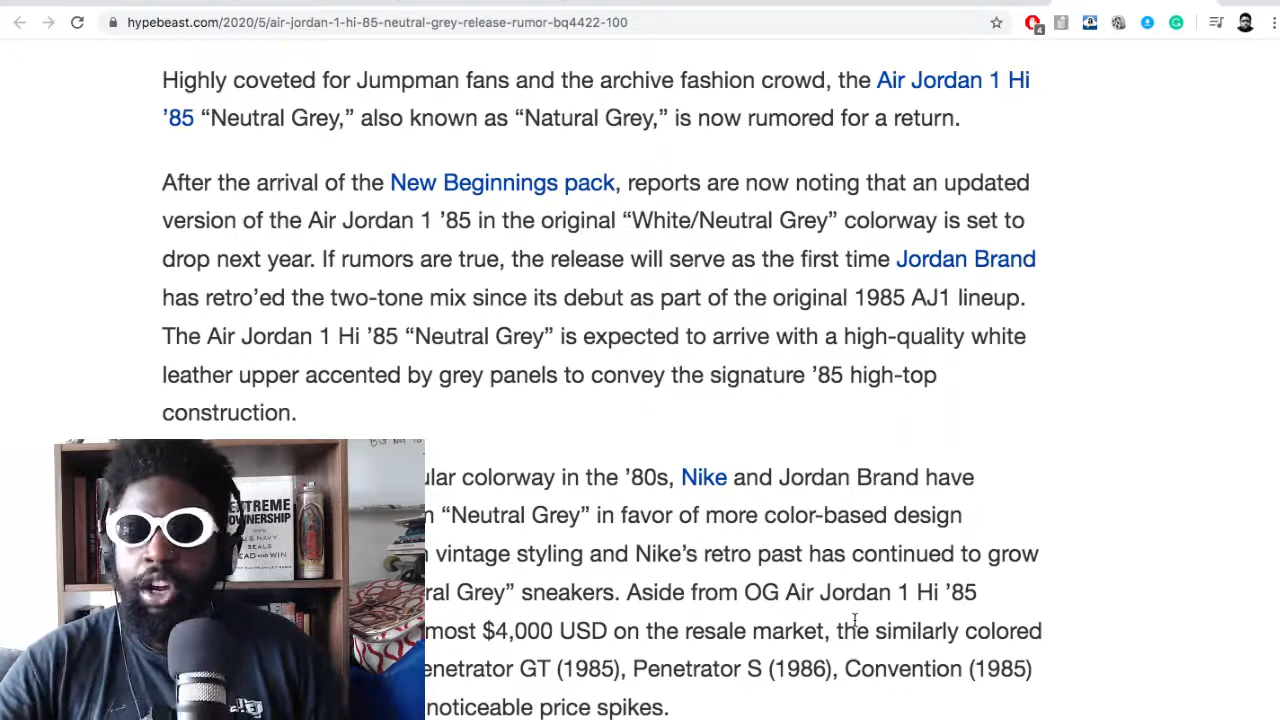 hypebeast.com/2020/5/air-jordan-1-hi-85-neutral-grey-release-rumor-bq4422-100
4
Highly coveted for Jumpman fans and the archive fashion crowd, the Air Jordan 1 Hi
’85 “Neutral Grey,” also known as “Natural Grey,” is now rumored for a return.
After the arrival of the New Beginnings pack, reports are now noting that an updated
version of the Air Jordan 1 ’85 in the original “White/Neutral Grey” colorway is set to
drop next year. If rumors are true, the release will serve as the first time Jordan Brand
has retro’ed the two-tone mix since its debut as part of the original 1985 AJ1 lineup.
The Air Jordan 1 Hi ’85 “Neutral Grey” is expected to arrive with a high-quality white
leather upper accented by grey panels to convey the signature ’85 high-top
construction.
ular colorway in the ’80s, Nike and Jordan Brand have
“Neutral Grey” in favor of more color-based design
vintage styling and Nike’s retro past has continued to grow
ral Grey” sneakers. Aside from OG Air Jordan 1 Hi ’85
most $4,000 USD on the resale market, the similarly colored
enetrator GT (1985), Penetrator S (1986), Convention (1985)
noticeable price spikes.
EXTREME
OWNERSHIP
U.S. NAVY
SEALS
LEAD AND WIN